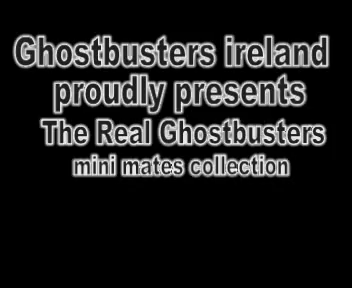 Ghostbusters ireland
proudly presents
The Real Ghostbusters
mini mates collection